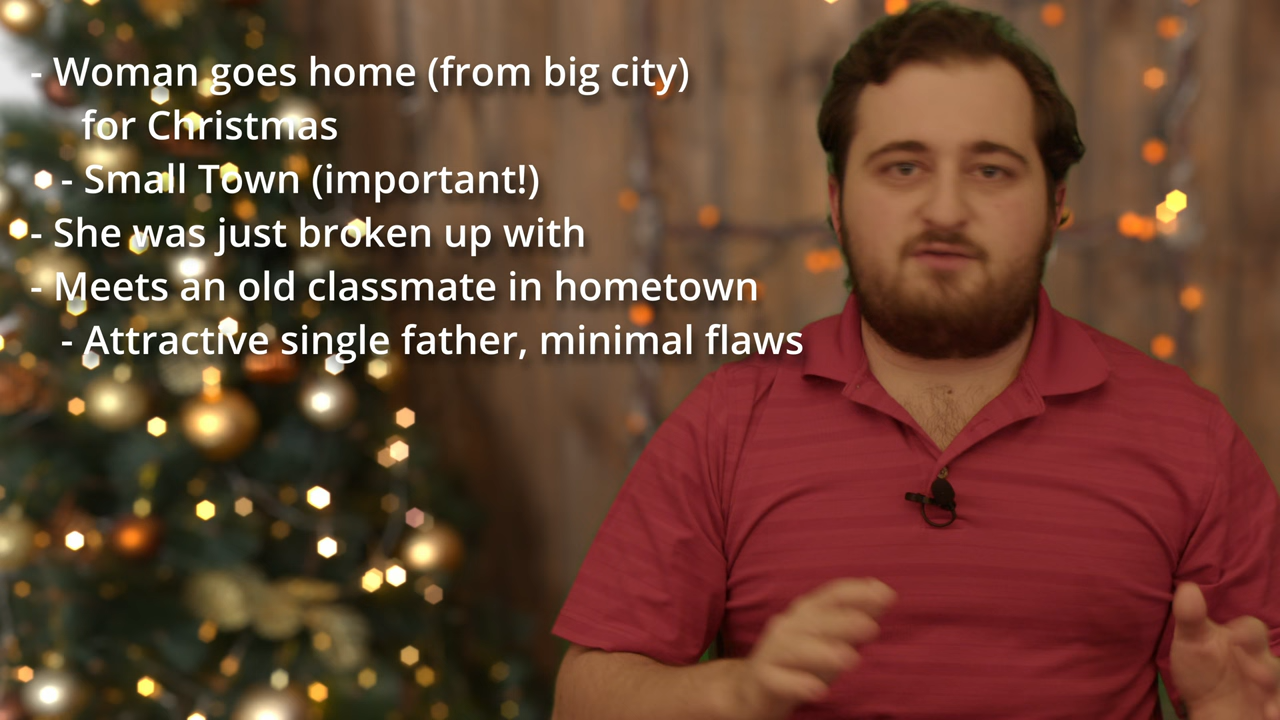 - Woman goes home (from big city)
for Christmas
- Small Town (important!)
- She was just broken up with
- Meets an old classmate in hometown
- Attractive single father, minimal flaws